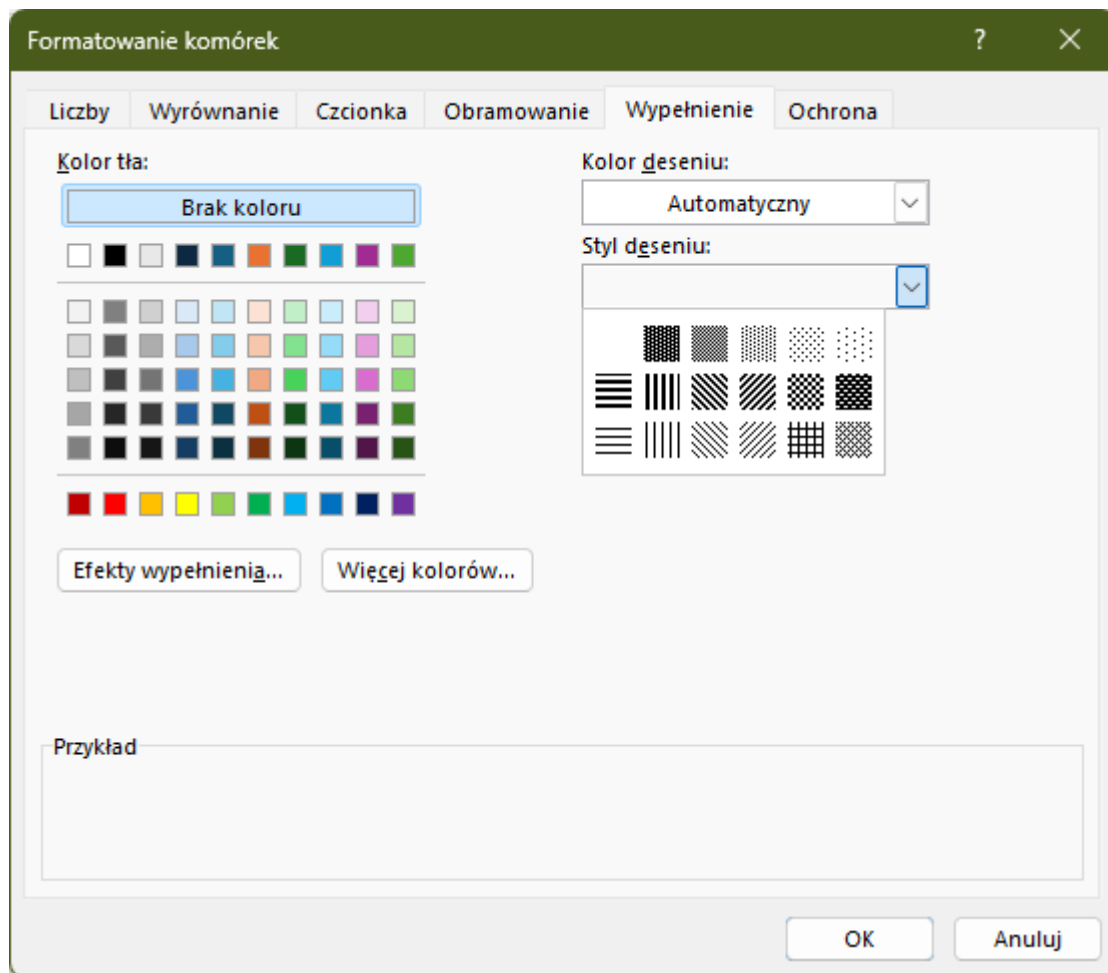 Formatowanie komórek
Liczby Wyrównanie Czcionka Obramowanie Wypełnienie Ochrona
Kolor tła:
Brak koloru
Kolor deseniu:
Automatyczny
Styl deseniu:
Efekty wypełnienia... Więcej kolorów...
Przykład
OK Anuluj